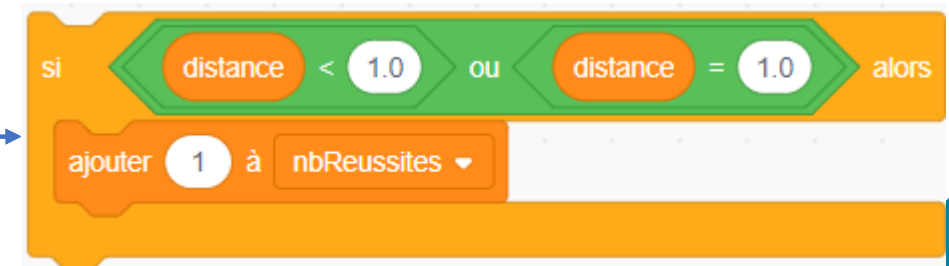 si distance < 1.0 ou distance = 1.0 alors
ajouter 1 à nbReussites